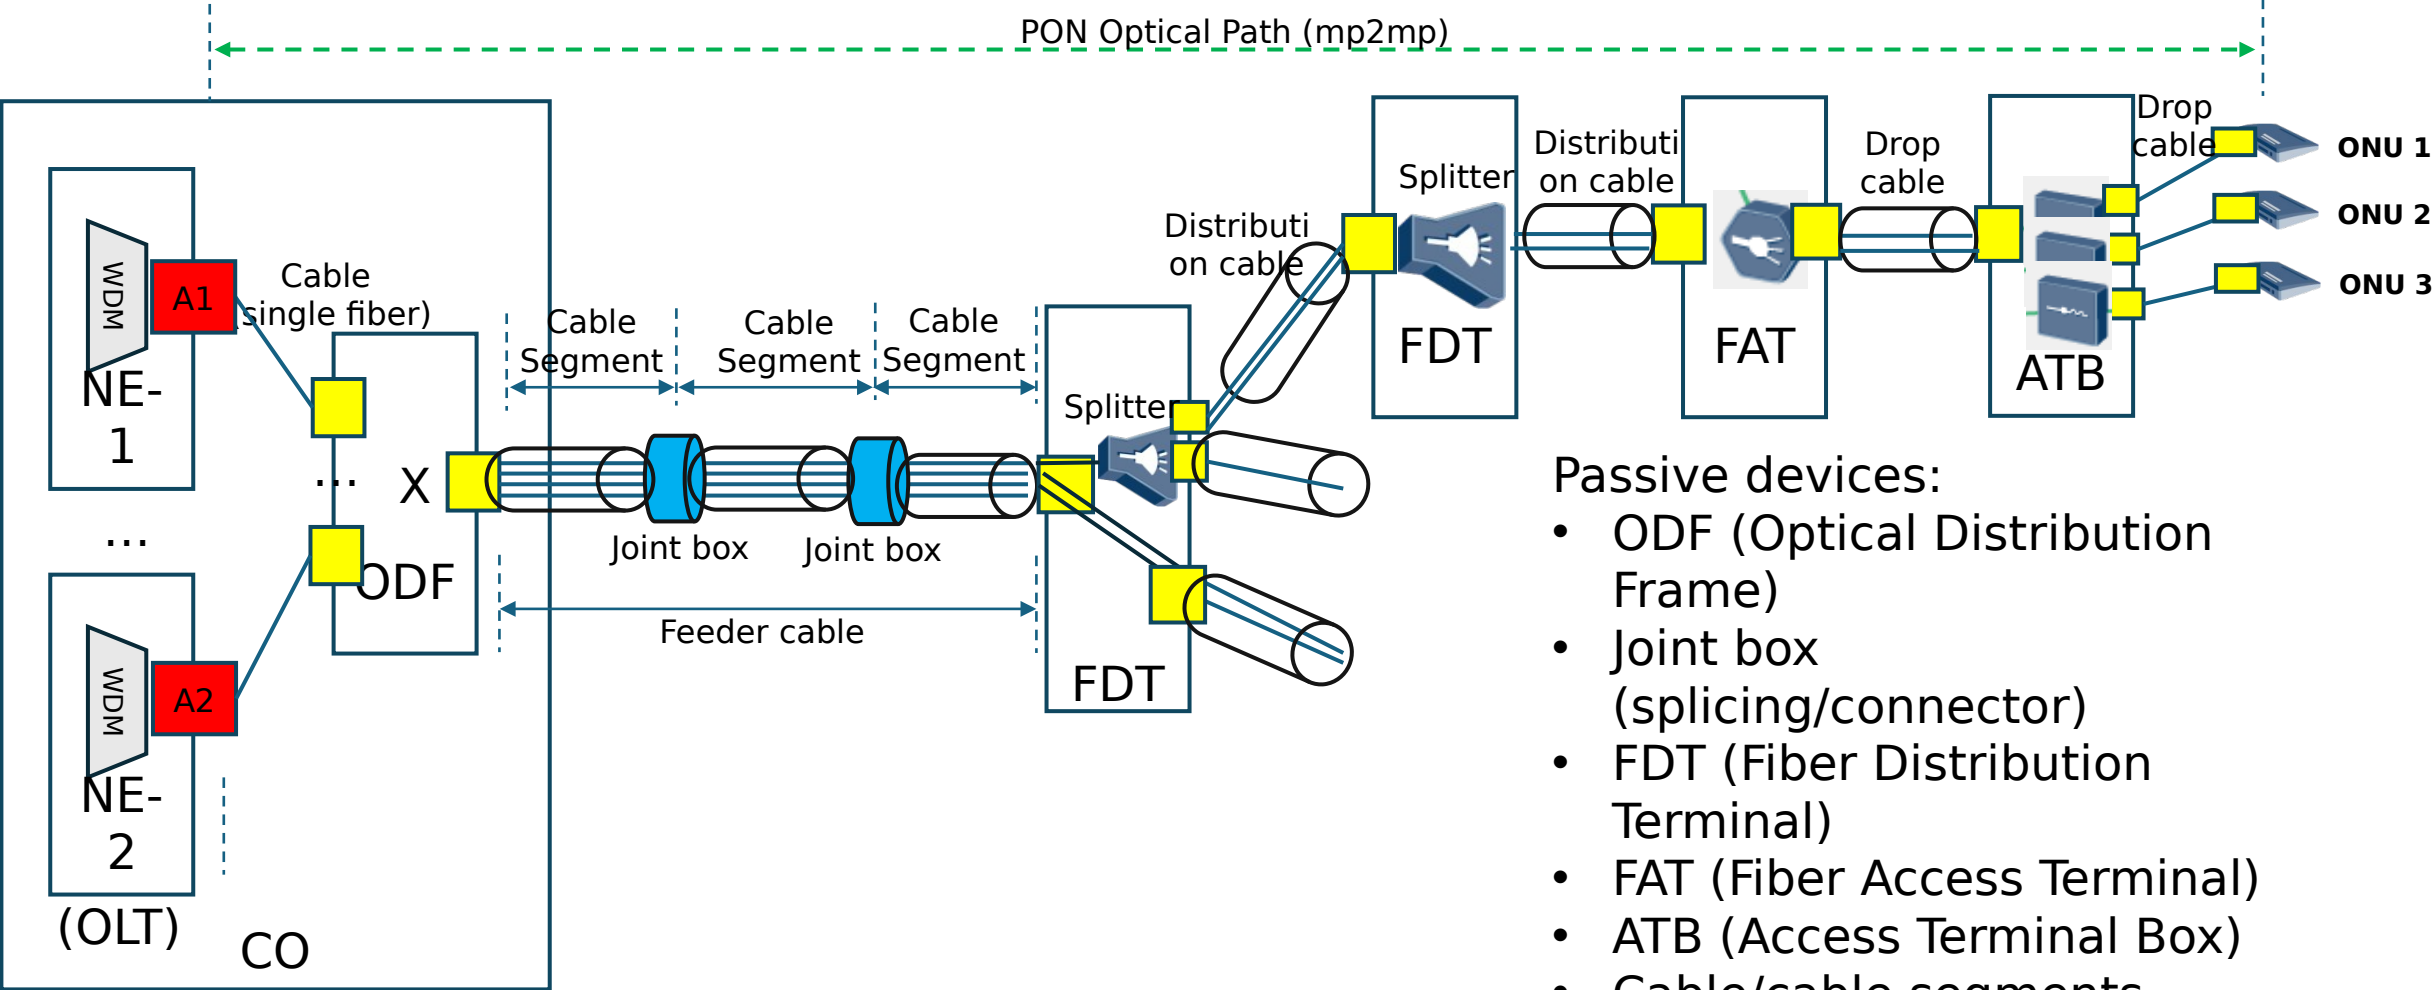 PON Optical Path (mp2mp)
WDM
A1
NE-
1
Cable
(single fiber)
...
X
ODF
...
WDM
A2
NE-
2
(OLT)
CO
Cable
Segment
Cable
Segment
Cable
Segment
Joint box
Joint box
Feeder cable
Splitter
FDT
Distributi
on cable
Splitter
FDT
Distributi
on cable
FAT
Drop
cable
ATB
Drop
cable
ONU 1
ONU 2
ONU 3
Passive devices:
• ODF (Optical Distribution
Frame)
• Joint box
(splicing/connector)
• FDT (Fiber Distribution
Terminal)
• FAT (Fiber Access Terminal)
• ATB (Access Terminal Box)
• Cable/cable segments